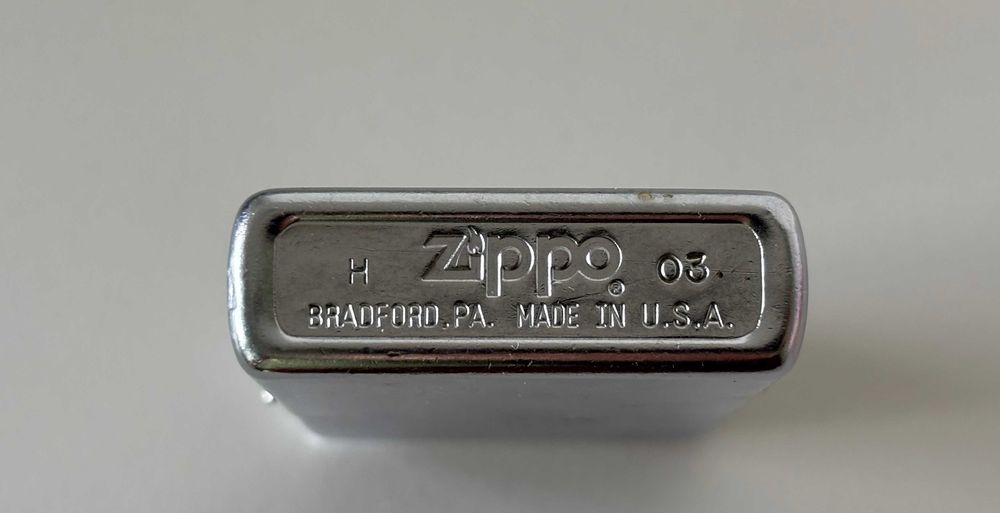 H Zippo® 03
BRADFORD, PA. MADE IN U.S.A.